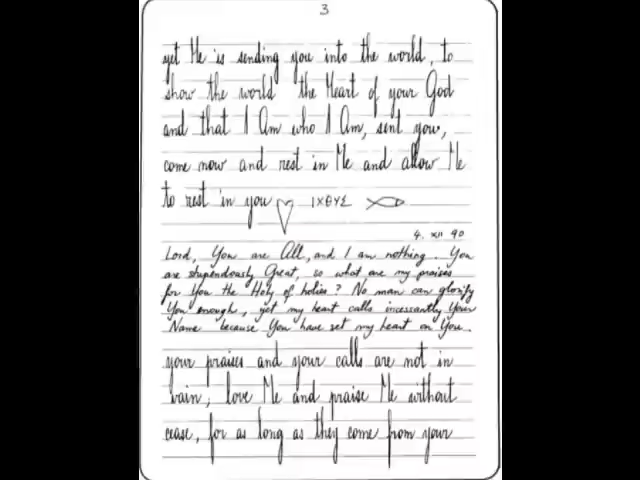 3
yet He is sending you into the world, to
show the world the Heart of your God
and that I Am who I Am, sent you,
come now and rest in Me and allow Me
to rest in you ΙΧΘΥΣ
4. XII 90
Lord, You are All, and I am nothing. You
are stupendously Great, so what are my praises
for You the Holy of holies? No man can glorify
You enough, yet my heart calls incessantly Your
Name because You have set my heart on You.
your praises and your calls are not in
vain; love Me and praise Me without
cease, for as long as they come from your